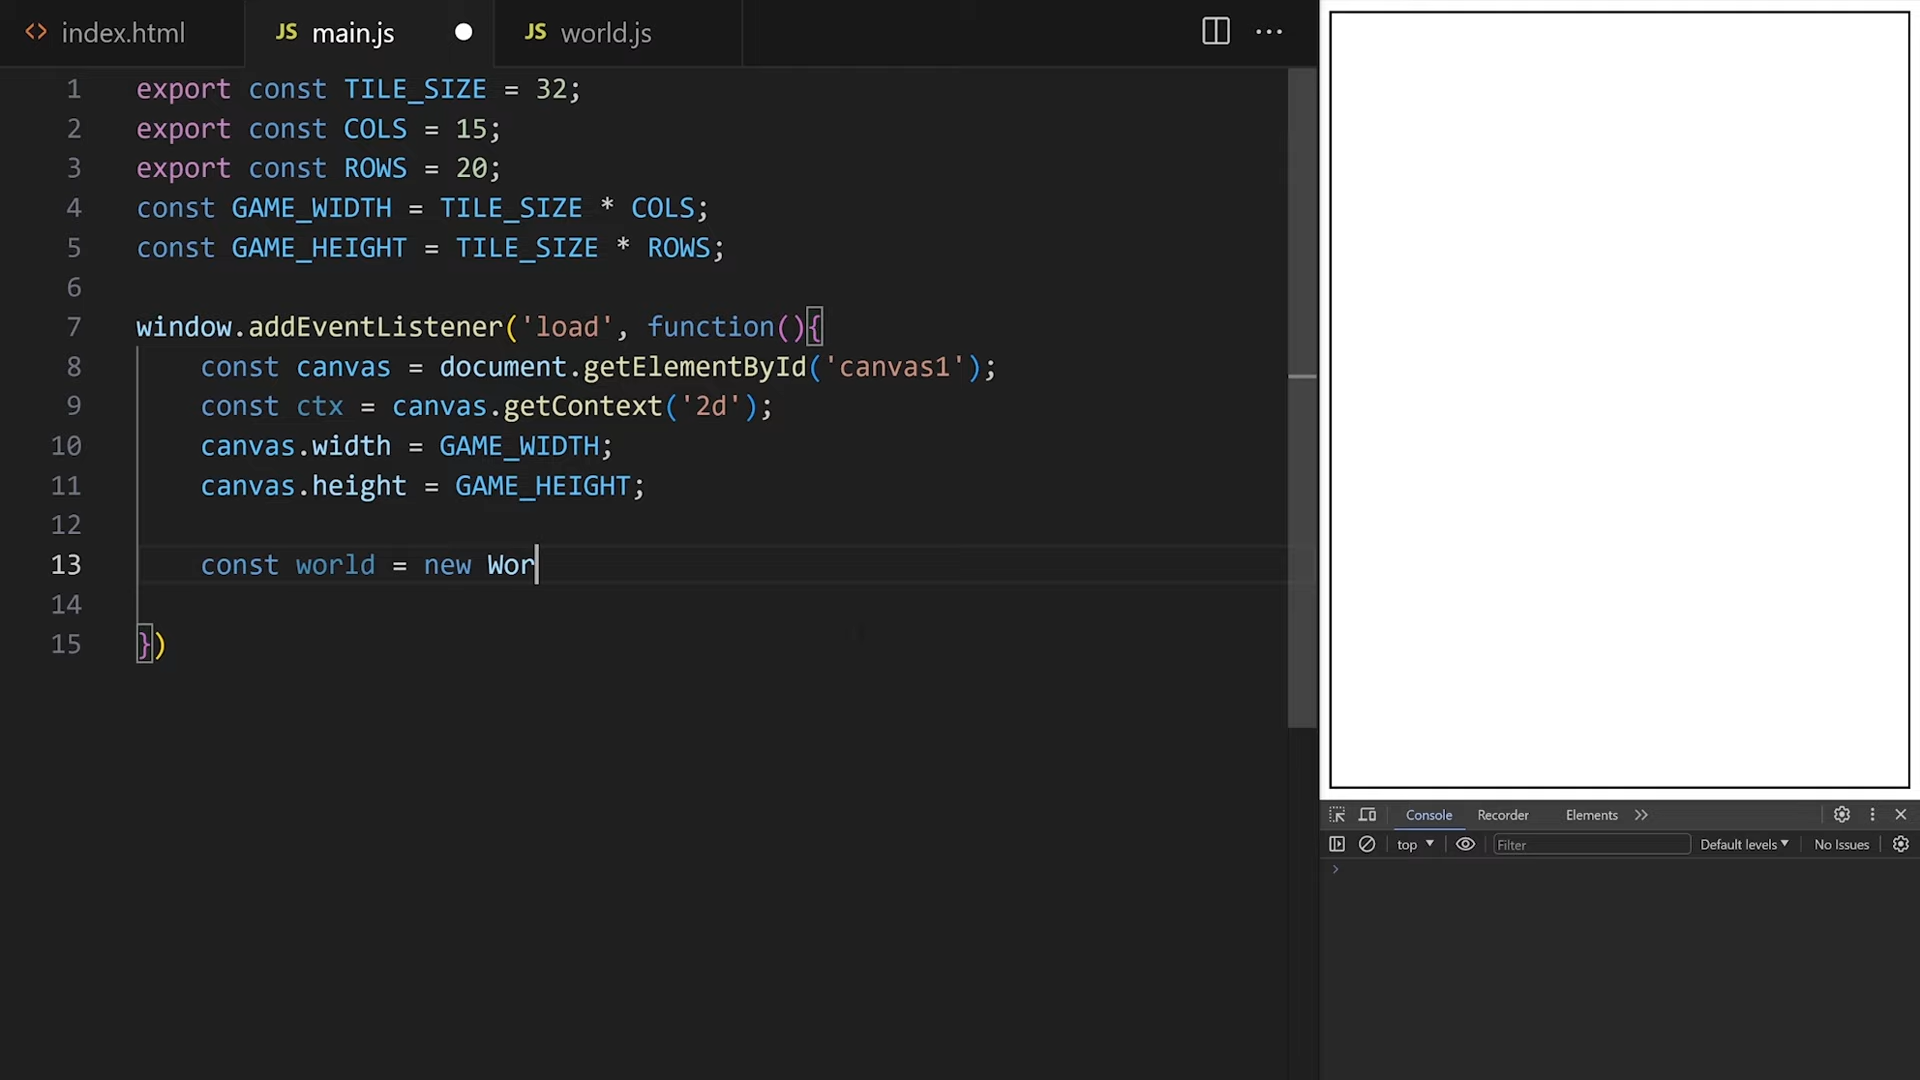 index.html
JS main.js
JS world.js
1 export const TILE_SIZE = 32;
2 export const COLS = 15;
3 export const ROWS = 20;
4 const GAME_WIDTH = TILE_SIZE * COLS;
5 const GAME_HEIGHT = TILE_SIZE * ROWS;
6
7 window.addEventListener('load', function(){
8 const canvas = document.getElementById('canvas1');
9 const ctx = canvas.getContext('2d');
10 canvas.width = GAME_WIDTH;
11 canvas.height = GAME_HEIGHT;
12
13 const world = new Wor
14
15 })
Console Recorder Elements
top Filter Default levels No Issues